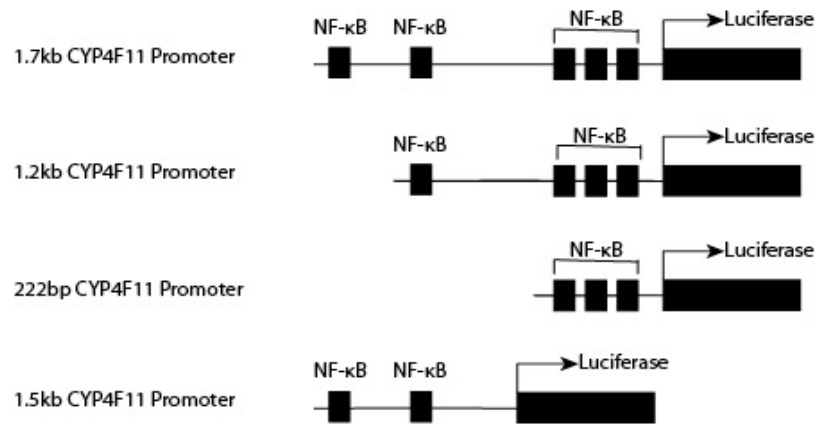 NF-κB
Luciferase
NF-κB NF-κB
1.7kb CYP4F11 Promoter
NF-κB
Luciferase
NF-κB
1.2kb CYP4F11 Promoter
NF-κB
Luciferase
222bp CYP4F11 Promoter
NF-κB NF-κB
Luciferase
1.5kb CYP4F11 Promoter